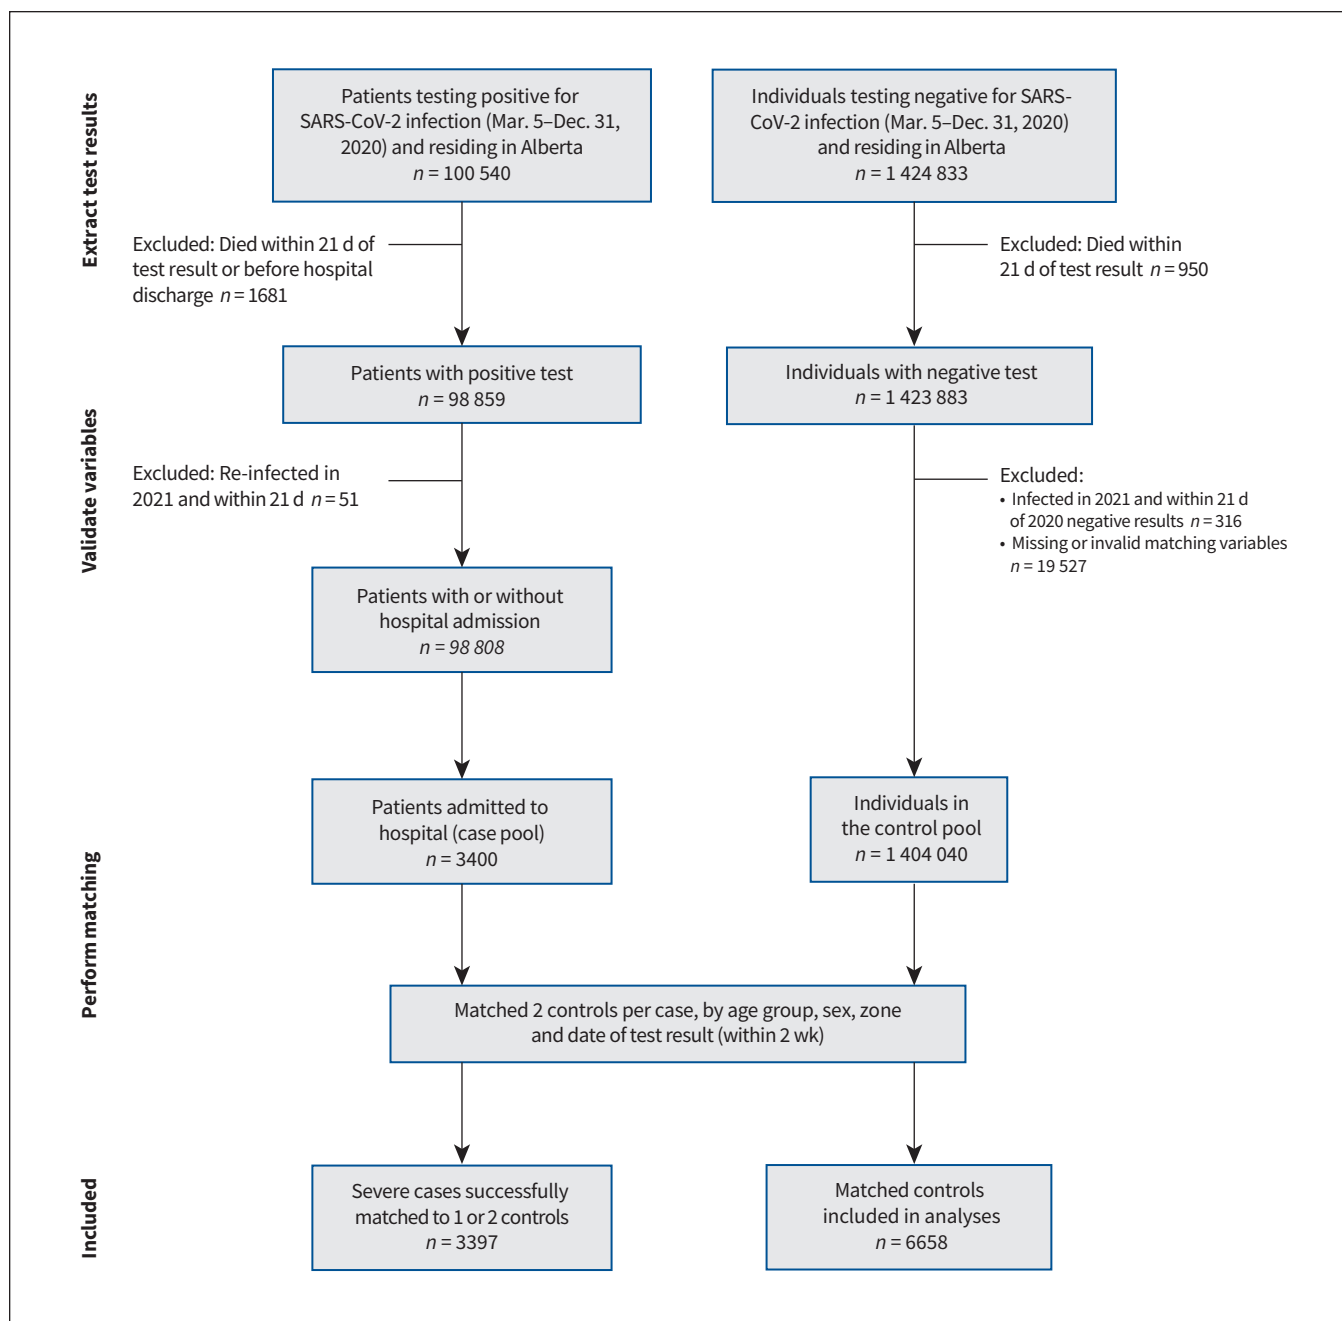 Extract test results
Patients testing positive for
SARS-CoV-2 infection (Mar. 5–Dec. 31,
2020) and residing in Alberta
n = 100 540
Individuals testing negative for SARS-
CoV-2 infection (Mar. 5–Dec. 31, 2020)
and residing in Alberta
n = 1 424 833
Excluded: Died within 21 d of
test result or before hospital
discharge n = 1681
Excluded: Died within
21 d of test result n = 950
Validate variables
Patients with positive test
n = 98 859
Individuals with negative test
n = 1 423 883
Excluded: Re-infected in
2021 and within 21 d n = 51
Excluded:
• Infected in 2021 and within 21 d
of 2020 negative results n = 316
• Missing or invalid matching variables
n = 19 527
Patients with or without
hospital admission
n = 98 808
Perform matching
Patients admitted to
hospital (case pool)
n = 3400
Individuals in
the control pool
n = 1 404 040
Matched 2 controls per case, by age group, sex, zone
and date of test result (within 2 wk)
Included
Severe cases successfully
matched to 1 or 2 controls
n = 3397
Matched controls
included in analyses
n = 6658